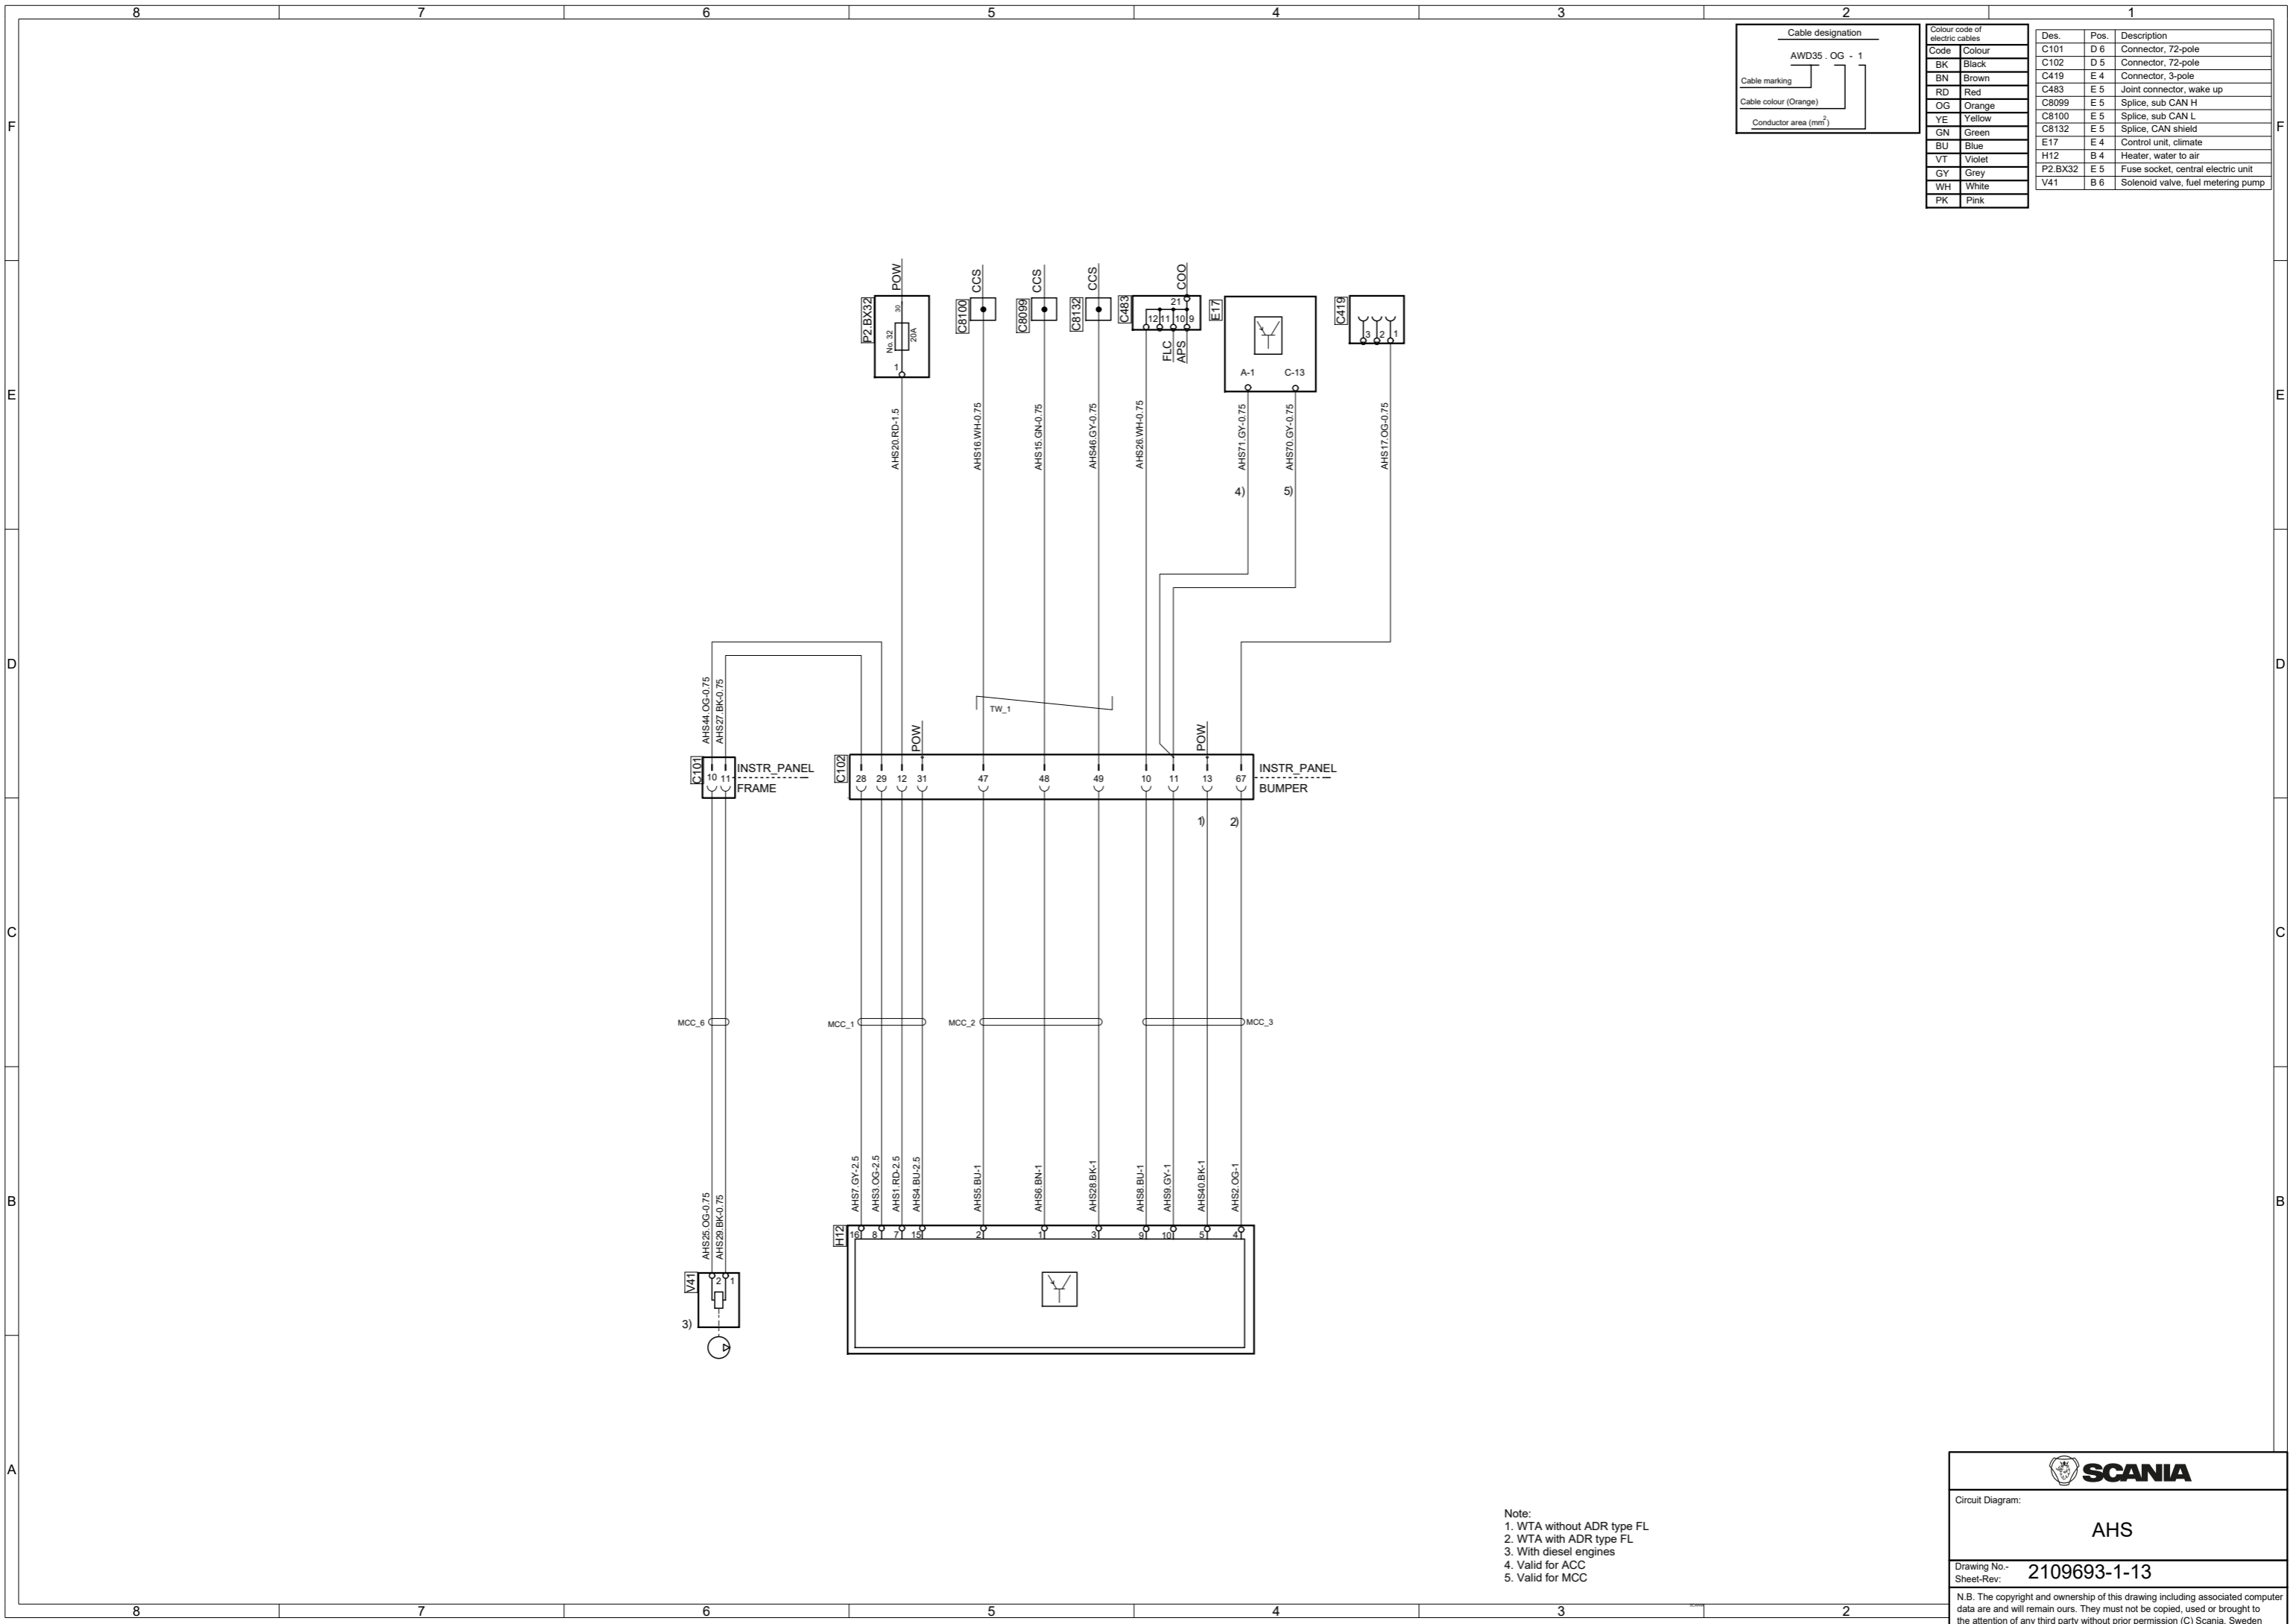 8 7 6 5 4 3 2 1
Cable designation
AWD35 . OG - 1
Cable marking
Cable colour (Orange)
Conductor area (mm2)
Colour code of
electric cables
Code Colour
BK Black
BN Brown
RD Red
OG Orange
YE Yellow
GN Green
BU Blue
VT Violet
GY Grey
WH White
PK Pink
Des. Pos. Description
C101 D 6 Connector, 72-pole
C102 D 5 Connector, 72-pole
C419 E 4 Connector, 3-pole
C483 E 5 Joint connector, wake up
C8099 E 5 Splice, sub CAN H
C8100 E 5 Splice, sub CAN L
C8132 E 5 Splice, CAN shield
E17 E 4 Control unit, climate
H12 B 4 Heater, water to air
P2.BX32 E 5 Fuse socket, central electric unit
V41 B 6 Solenoid valve, fuel metering pump
F F
POW CCS CCS CCS COO
P2.BX32 C8100 C8099 C8132 C483 E17 C419
30
No. 32
20A
1
21
12 11 10 9
FLC APS
A-1 C-13
3 2 1
E E
AHS20.RD-1.5
AHS16.WH-0.75
AHS15.GN-0.75
AHS46.GY-0.75
AHS26.WH-0.75
AHS71.GY-0.75
AHS70.GY-0.75
AHS17.OG-0.75
4) 5)
D D
AHS44.OG-0.75
AHS27.BK-0.75
TW_1
POW POW
C101 10 11 INSTR_PANEL
FRAME
C102 28 29 12 31 47 48 49 10 11 13 67 INSTR_PANEL
BUMPER
1) 2)
C C
MCC_6 MCC_1 MCC_2 MCC_3
B B
AHS25.OG-0.75
AHS29.BK-0.75
AHS7.GY-2.5
AHS3.OG-2.5
AHS1.RD-2.5
AHS4.BU-2.5
AHS5.BU-1
AHS6.BN-1
AHS28.BK-1
AHS8.BU-1
AHS9.GY-1
AHS40.BK-1
AHS2.OG-1
H12 16 8 7 15 2 1 3 9 10 5 4
V41 2 1
3)
A A
Note:
1. WTA without ADR type FL
2. WTA with ADR type FL
3. With diesel engines
4. Valid for ACC
5. Valid for MCC
SCANIA
Circuit Diagram:
AHS
Drawing No.-
Sheet-Rev: 2109693-1-13
N.B. The copyright and ownership of this drawing including associated computer
data are and will remain ours. They must not be copied, used or brought to
the attention of any third party without prior permission (C) Scania, Sweden
8 7 6 5 4 3 2